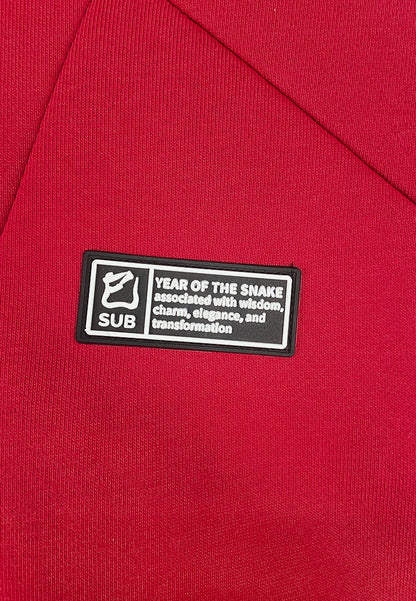 SUB
YEAR OF THE SNAKE
associated with wisdom,
charm, elegance, and
transformation